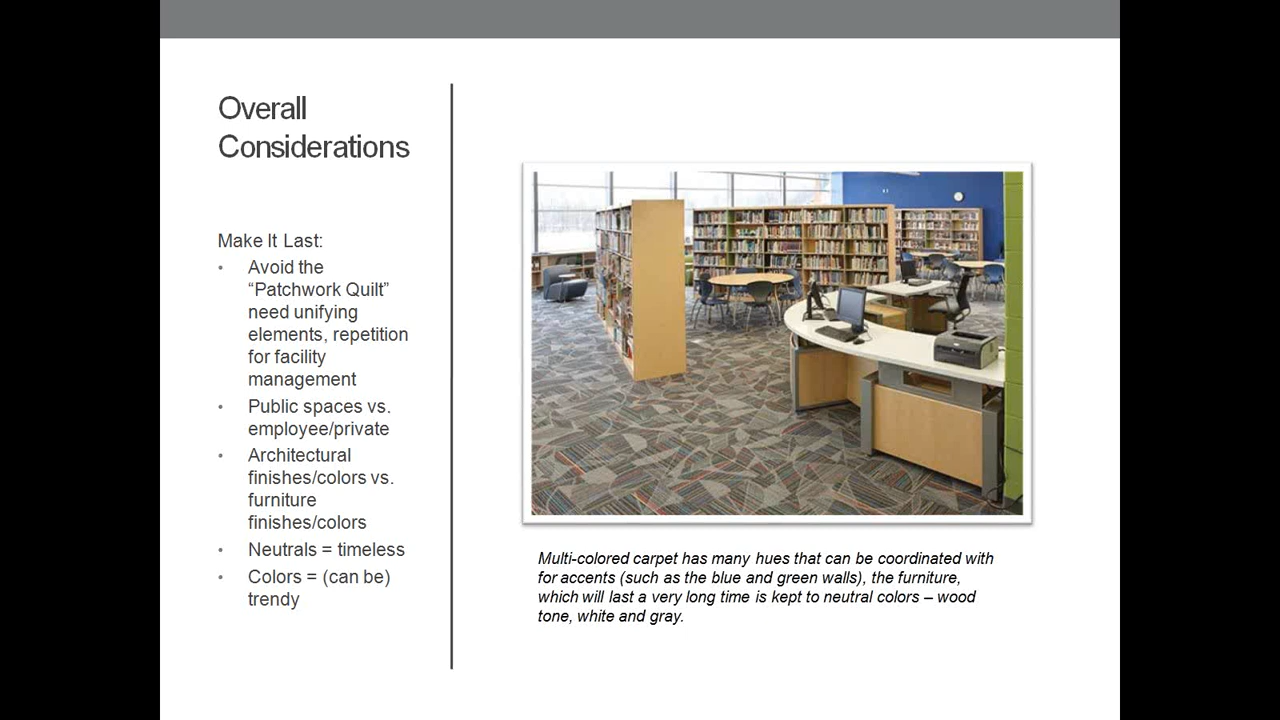 Overall
Considerations
Make It Last:
• Avoid the
“Patchwork Quilt”
need unifying
elements, repetition
for facility
management
• Public spaces vs.
employee/private
• Architectural
finishes/colors vs.
furniture
finishes/colors
• Neutrals = timeless
• Colors = (can be)
trendy
Multi-colored carpet has many hues that can be coordinated with
for accents (such as the blue and green walls), the furniture,
which will last a very long time is kept to neutral colors – wood
tone, white and gray.